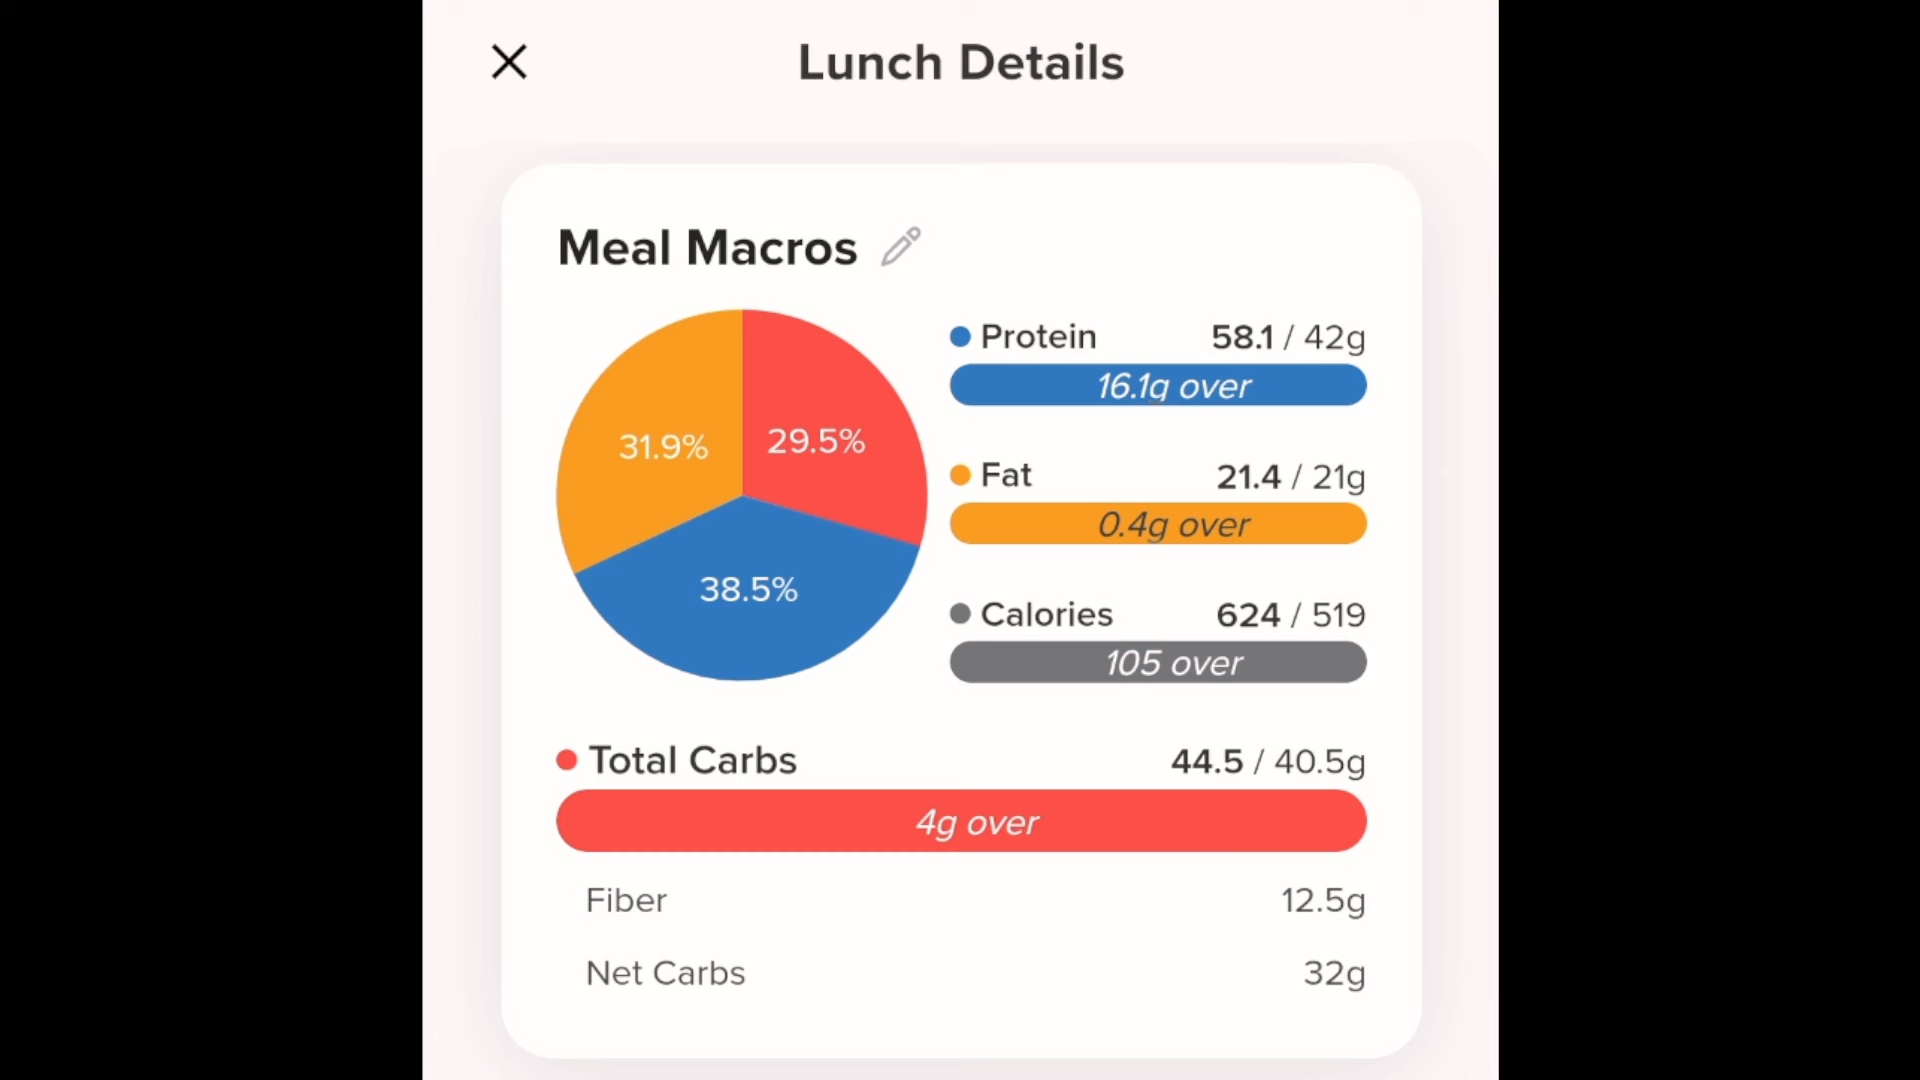 Lunch Details
Meal Macros
31.9%
29.5%
38.5%
Protein 58.1 / 42g
16.1g over
Fat 21.4 / 21g
0.4g over
Calories 624 / 519
105 over
Total Carbs 44.5 / 40.5g
4g over
Fiber 12.5g
Net Carbs 32g